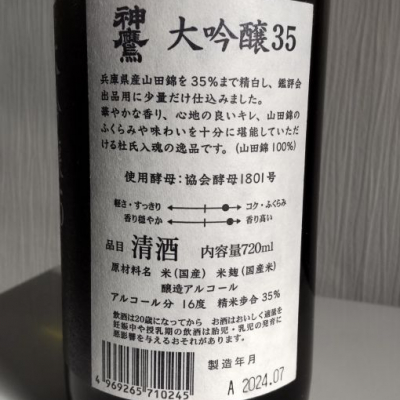 神鷹 大吟醸35
兵庫県産山田錦を35%まで精白し、鑑評会
出品用に少量だけ仕込みました。
華やかな香り、心地の良いキレ、山田錦の
ふくらみや味わいを十分に堪能していただ
ける杜氏入魂の逸品です。(山田錦100%)
使用酵母:協会酵母1801号
軽さ・すっきり コク・ふくらみ
香り穏やか 香り高い
品目 清酒 内容量720ml
原材料名 米(国産) 米麹(国産米)
醸造アルコール
アルコール分 16度 精米歩合35%
飲酒は20歳になってから お酒はおいしく適量を
妊娠中や授乳期の飲酒は胎児・乳児の発育に
悪影響を与えるおそれがあります。
製造年月
A 2024.07
4969265710245